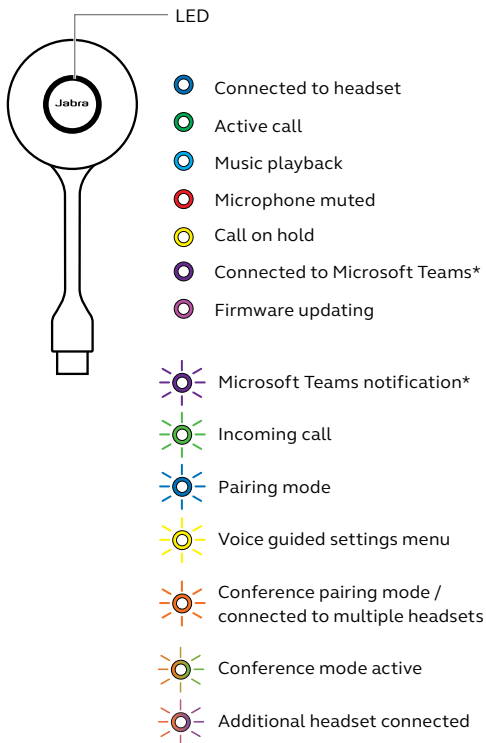 LED
Jabra
Connected to headset
Active call
Music playback
Microphone muted
Call on hold
Connected to Microsoft Teams*
Firmware updating
Microsoft Teams notification*
Incoming call
Pairing mode
Voice guided settings menu
Conference pairing mode /
connected to multiple headsets
Conference mode active
Additional headset connected